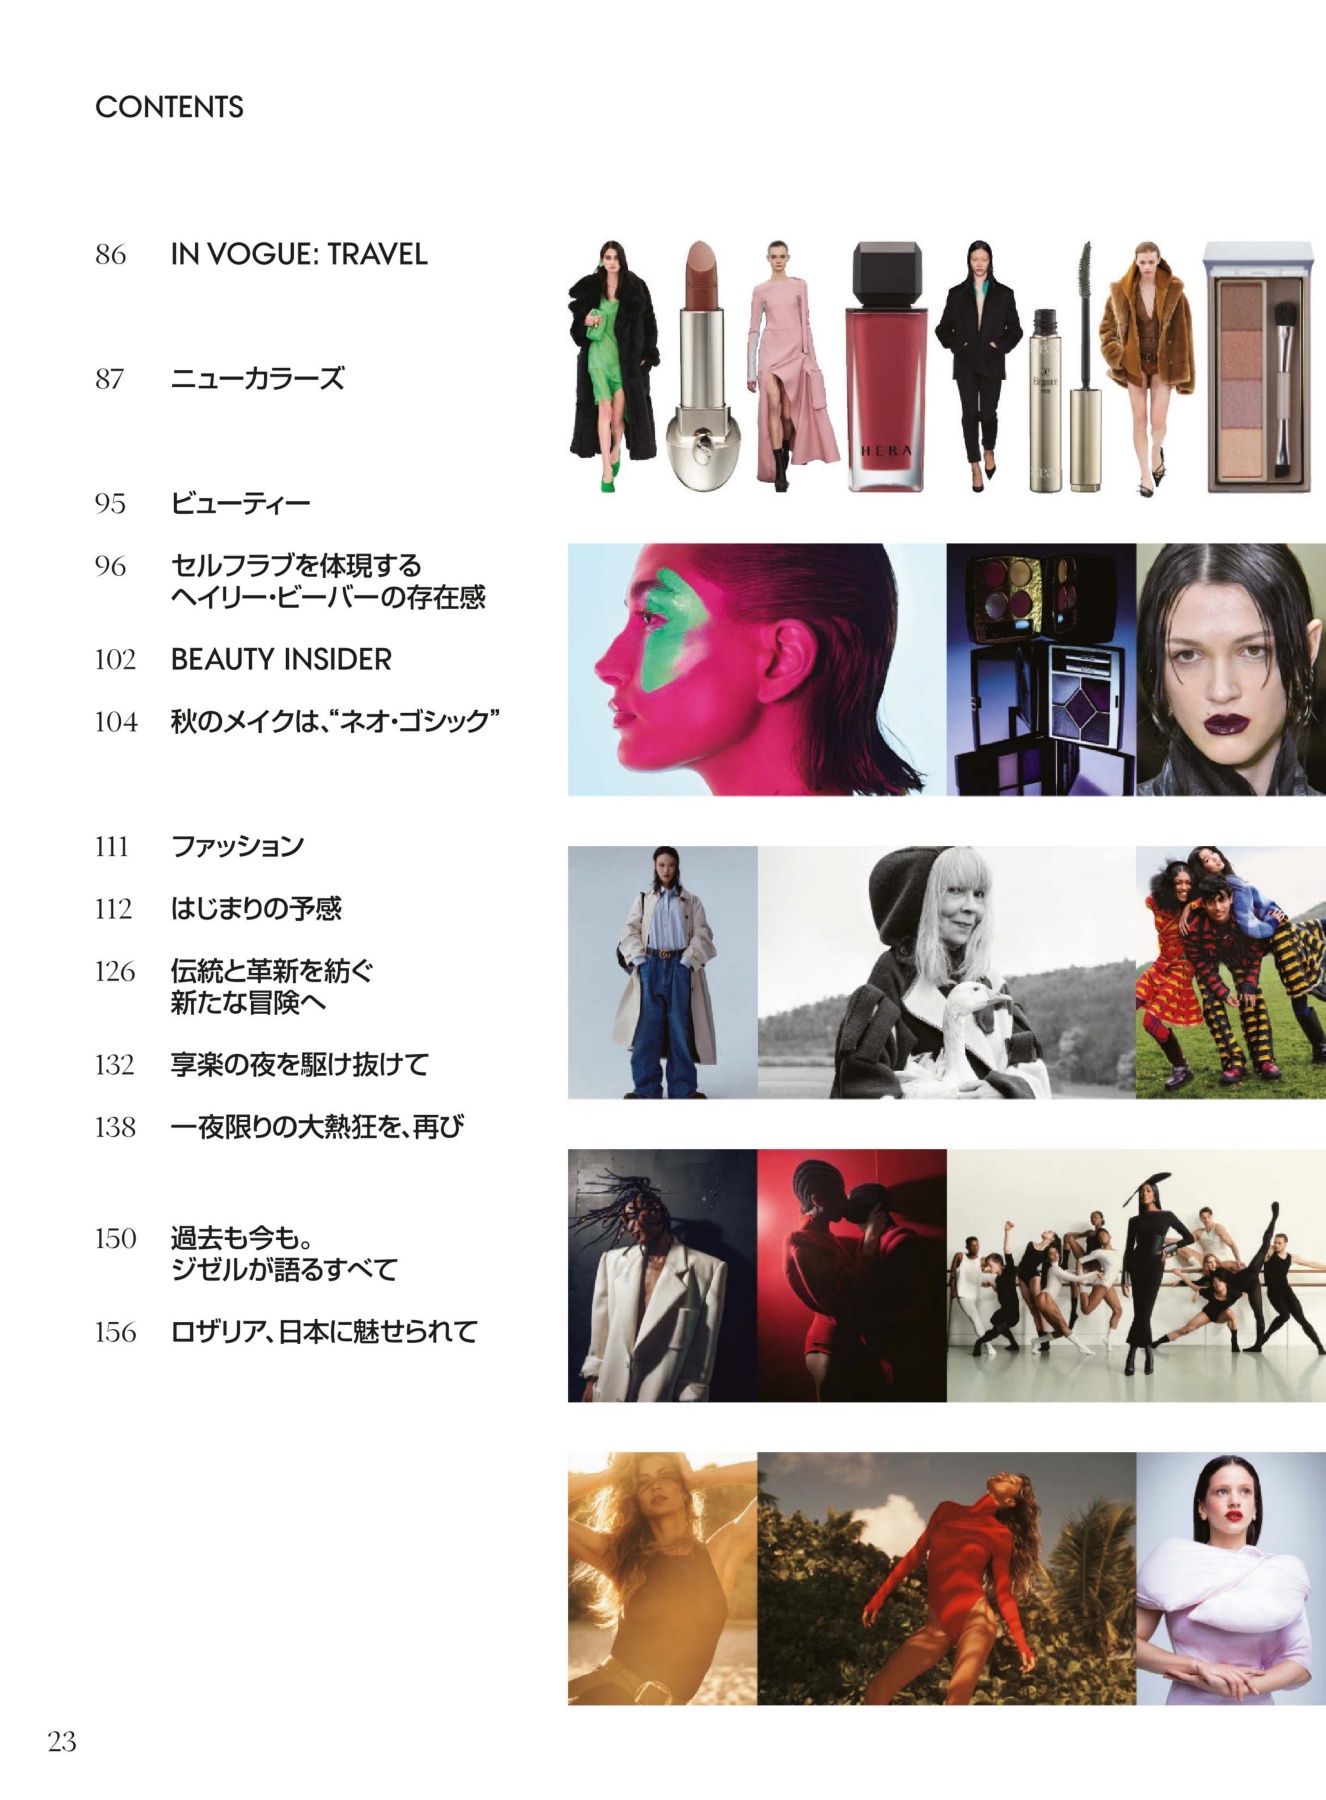 CONTENTS
86 IN VOGUE: TRAVEL
87 ニューカラーズ
95 ビューティー
96 セルフラブを体現する
ヘイリー・ビーバーの存在感
102 BEAUTY INSIDER
104 秋のメイクは、“ネオ・ゴシック”
111 ファッション
112 はじまりの予感
126 伝統と革新を紡ぐ
新たな冒険へ
132 享楽の夜を駆け抜けて
138 一夜限りの大熱狂を、再び
150 過去も今も。
ジゼルが語るすべて
156 ロザリア、日本に魅せられて
HERA
Elégance
23